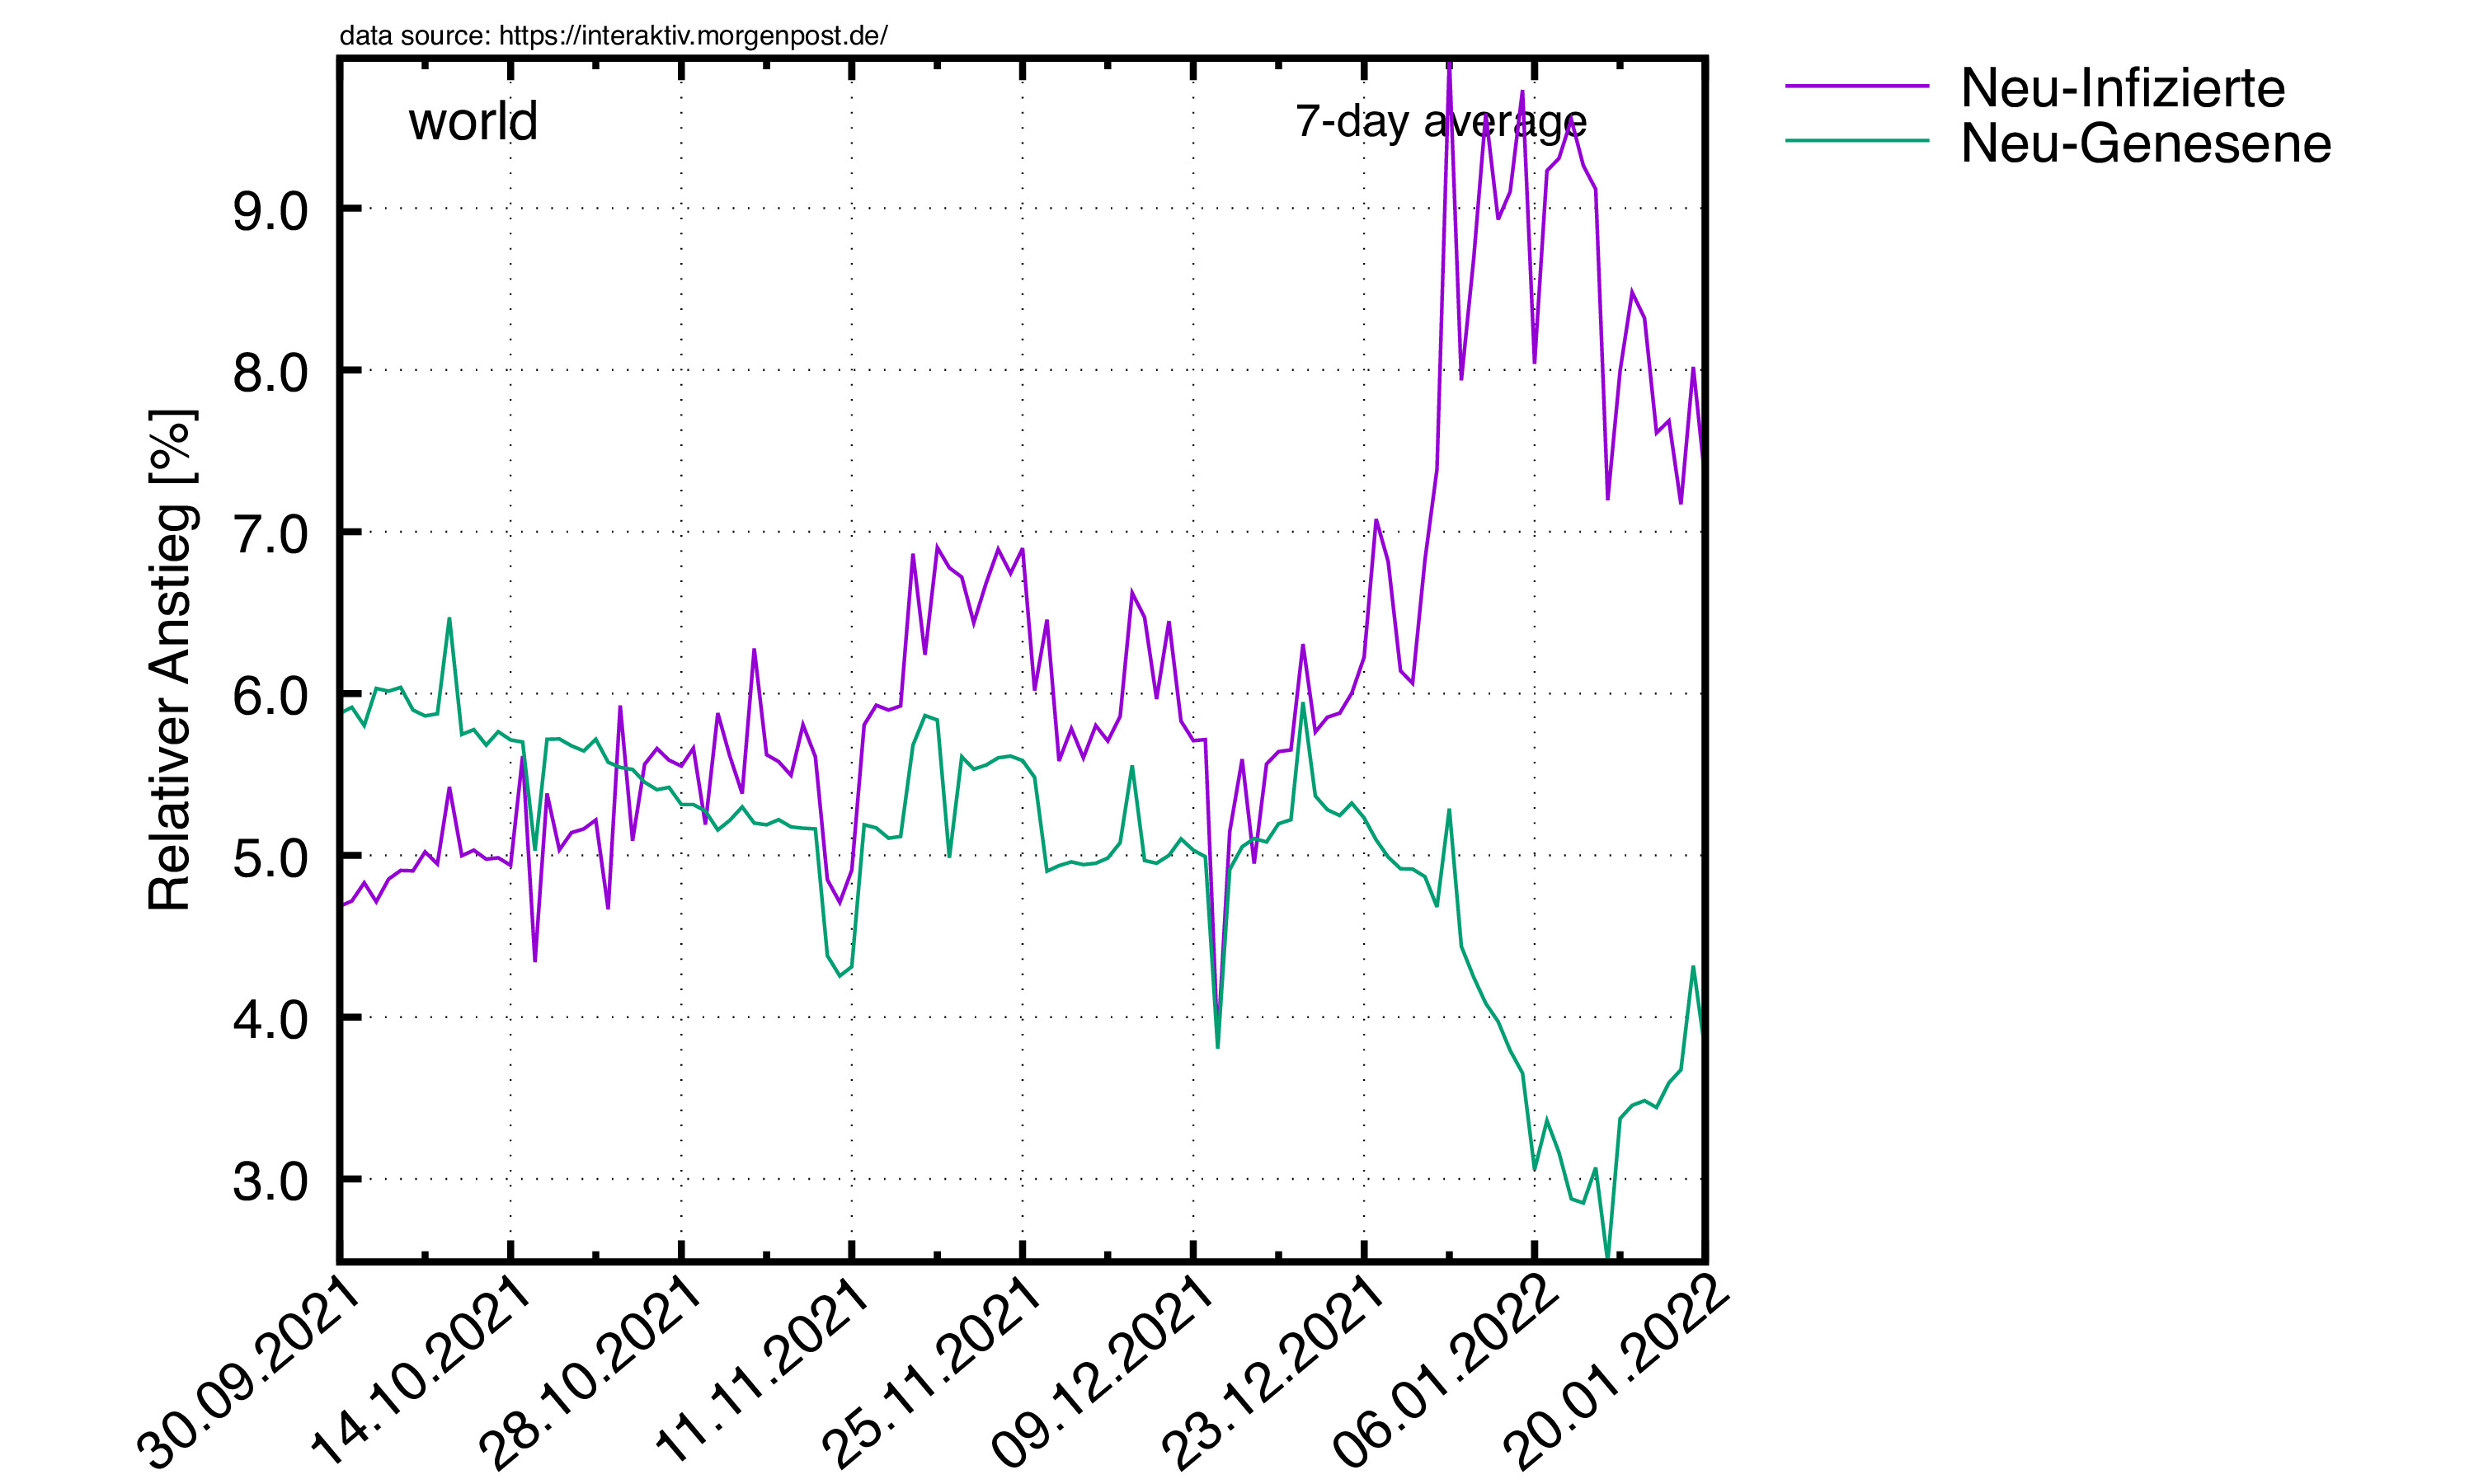 data source: https://interaktiv.morgenpost.de/
world
7-day average
Neu-Infizierte
Neu-Genesene
Relativer Anstieg [%]
9.0
8.0
7.0
6.0
5.0
4.0
3.0
30.09.2021
14.10.2021
28.10.2021
11.11.2021
25.11.2021
09.12.2021
23.12.2021
06.01.2022
20.01.2022